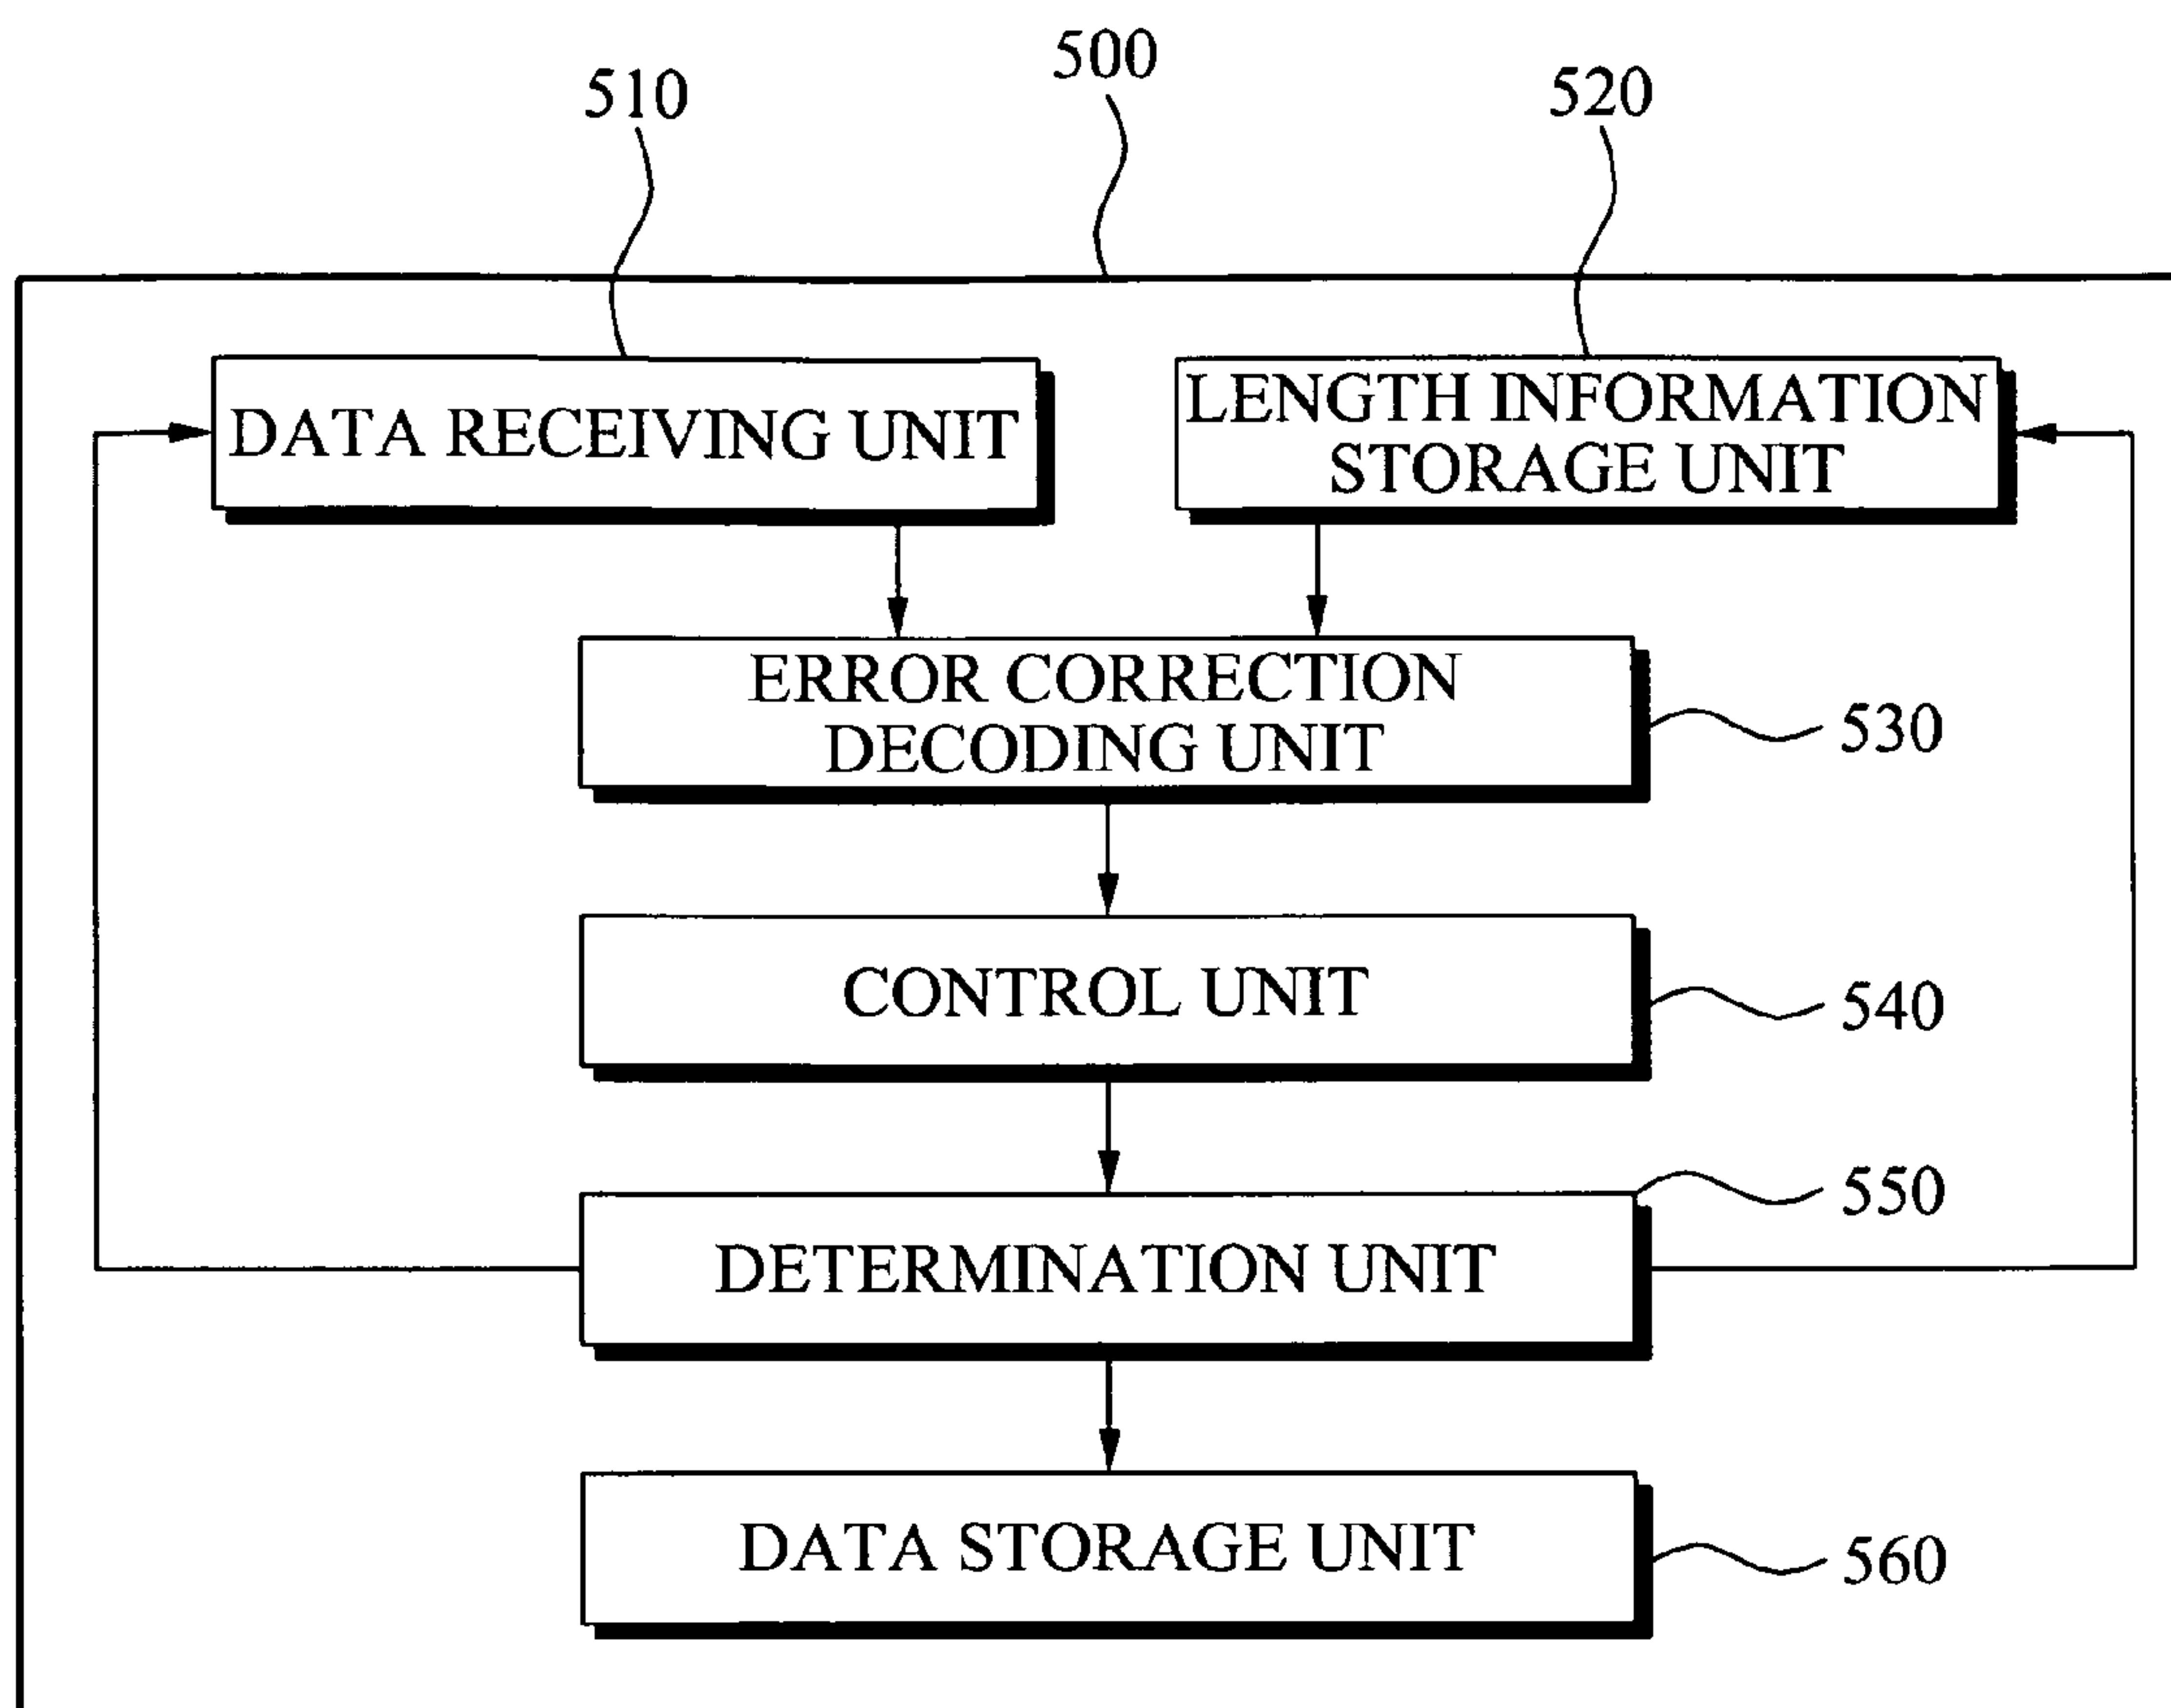 500
510
520
DATA RECEIVING UNIT
LENGTH INFORMATION
STORAGE UNIT
ERROR CORRECTION
DECODING UNIT
530
CONTROL UNIT
540
550
DETERMINATION UNIT
DATA STORAGE UNIT
560